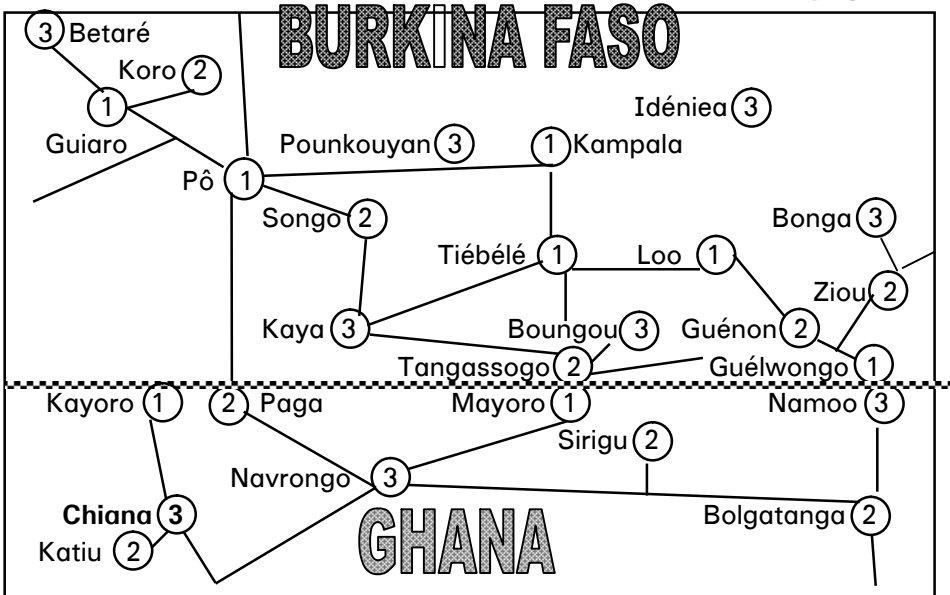 BURKINA FASO
3 Betaré
Koro 2
1
Guiaro
Idéniea 3
Pounkouyan 3
1 Kampala
Pô 1
Songo 2
Bonga 3
Tiébélé 1
Loo 1
Ziou 2
Kaya 3
Boungou 3
Guénon 2
Tangassogo 2
Guélwongo 1
Kayoro 1
2 Paga
Mayoro 1
Namoo 3
Sirigu 2
Navrongo 3
Chiana 3
Bolgatanga 2
Katiu 2
GHANA